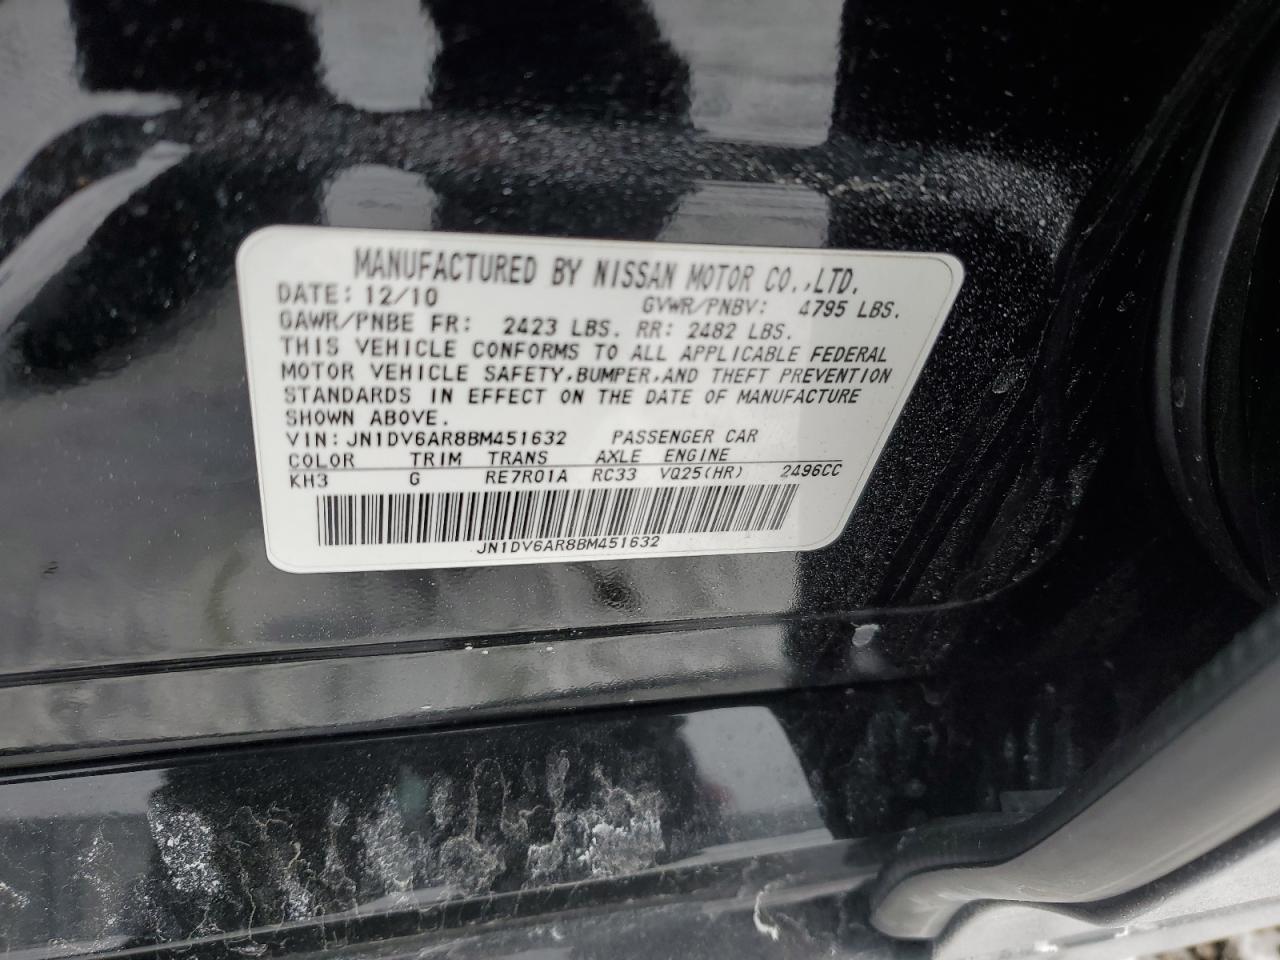 MANUFACTURED BY NISSAN MOTOR CO.,LTD.
DATE: 12/10 GVWR/PNBV: 4795 LBS.
GAWR/PNBE FR: 2423 LBS. RR: 2482 LBS.
THIS VEHICLE CONFORMS TO ALL APPLICABLE FEDERAL
MOTOR VEHICLE SAFETY,BUMPER,AND THEFT PREVENTION
STANDARDS IN EFFECT ON THE DATE OF MANUFACTURE
SHOWN ABOVE.
VIN: JN1DV6AR8BM451632 PASSENGER CAR
COLOR TRIM TRANS AXLE ENGINE
KH3 G RE7R01A RC33 VQ25(HR) 2496CC
JN1DV6AR8BM451632